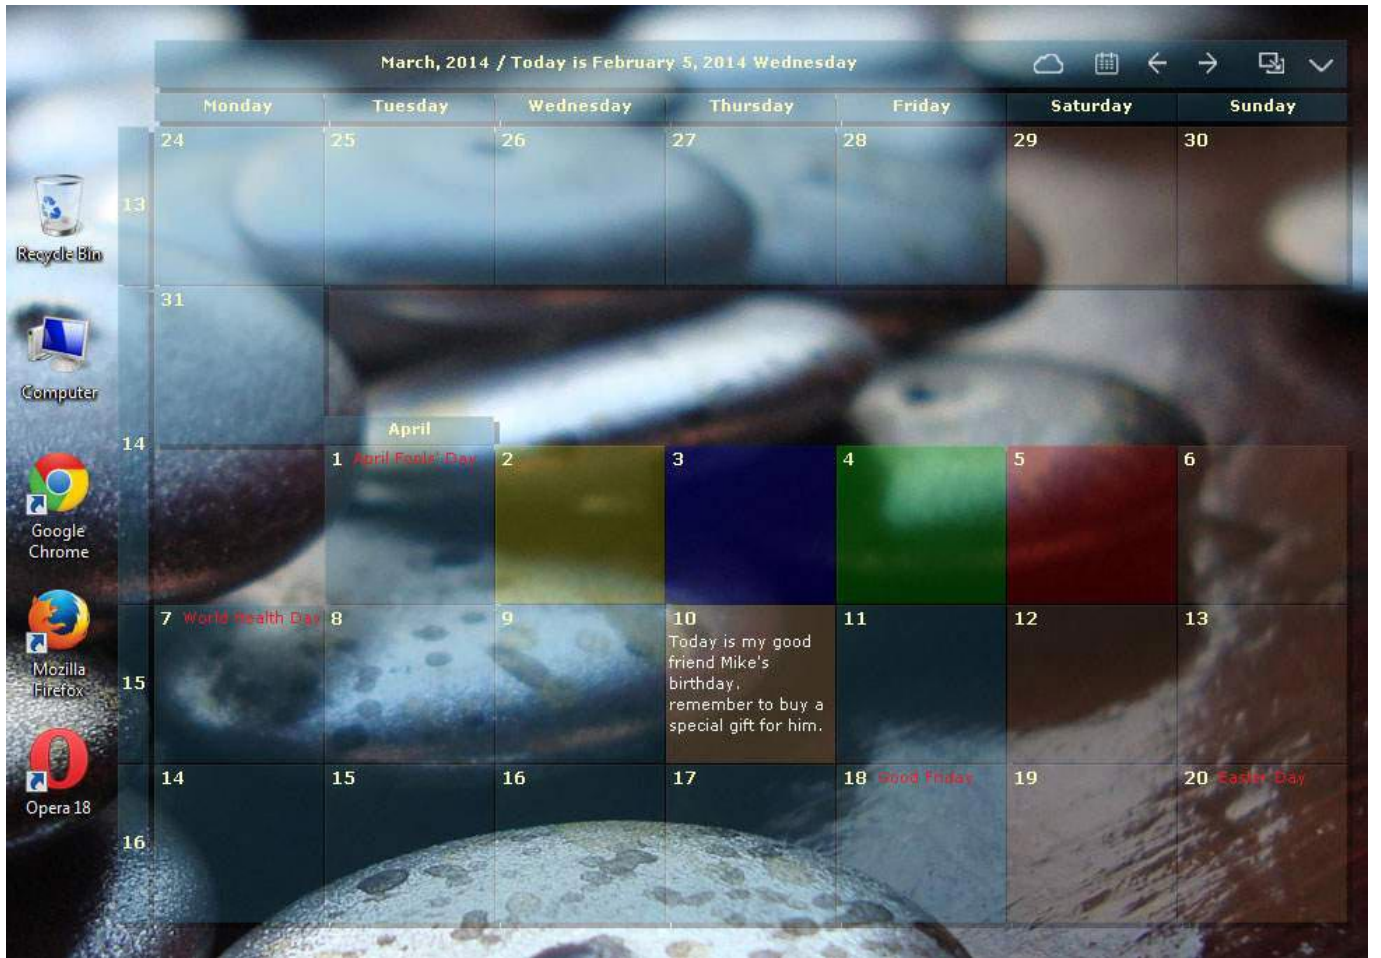 March, 2014 / Today is February 5, 2014 Wednesday
Monday Tuesday Wednesday Thursday Friday Saturday Sunday
24 25 26 27 28 29 30
13
Recycle Bin
31
Computer
April
14
1 April Fools' Day 2 3 4 5 6
Google
Chrome
7 World Health Day 8 9 10 11 12 13
Today is my good
friend Mike's
birthday.
remember to buy a
special gift for him.
15
Mozilla
Firefox
14 15 16 17 18 Good Friday 19 20 Easter Day
Opera 18
16